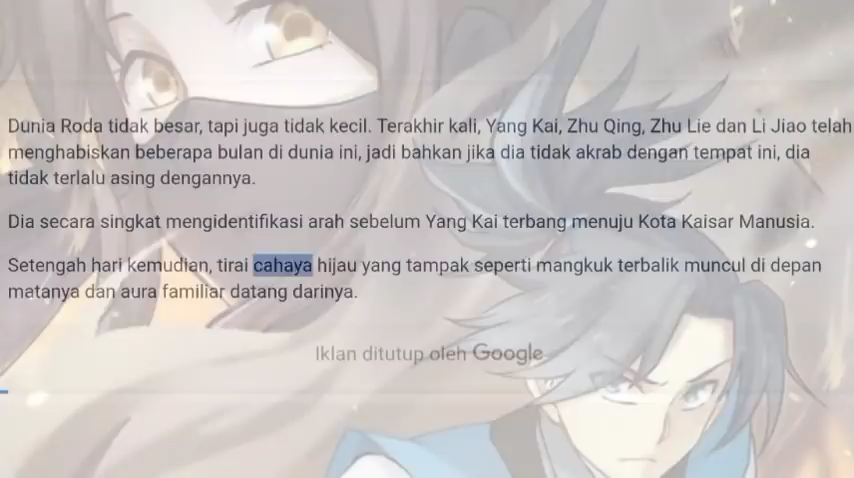 Dunia Roda tidak besar, tapi juga tidak kecil. Terakhir kali, Yang Kai, Zhu Qing, Zhu Lie dan Li Jiao telah
menghabiskan beberapa bulan di dunia ini, jadi bahkan jika dia tidak akrab dengan tempat ini, dia
tidak terlalu asing dengannya.
Dia secara singkat mengidentifikasi arah sebelum Yang Kai terbang menuju Kota Kaisar Manusia.
Setengah hari kemudian, tirai cahaya hijau yang tampak seperti mangkuk terbalik muncul di depan
matanya dan aura familiar datang darinya.
Iklan ditutup oleh Google